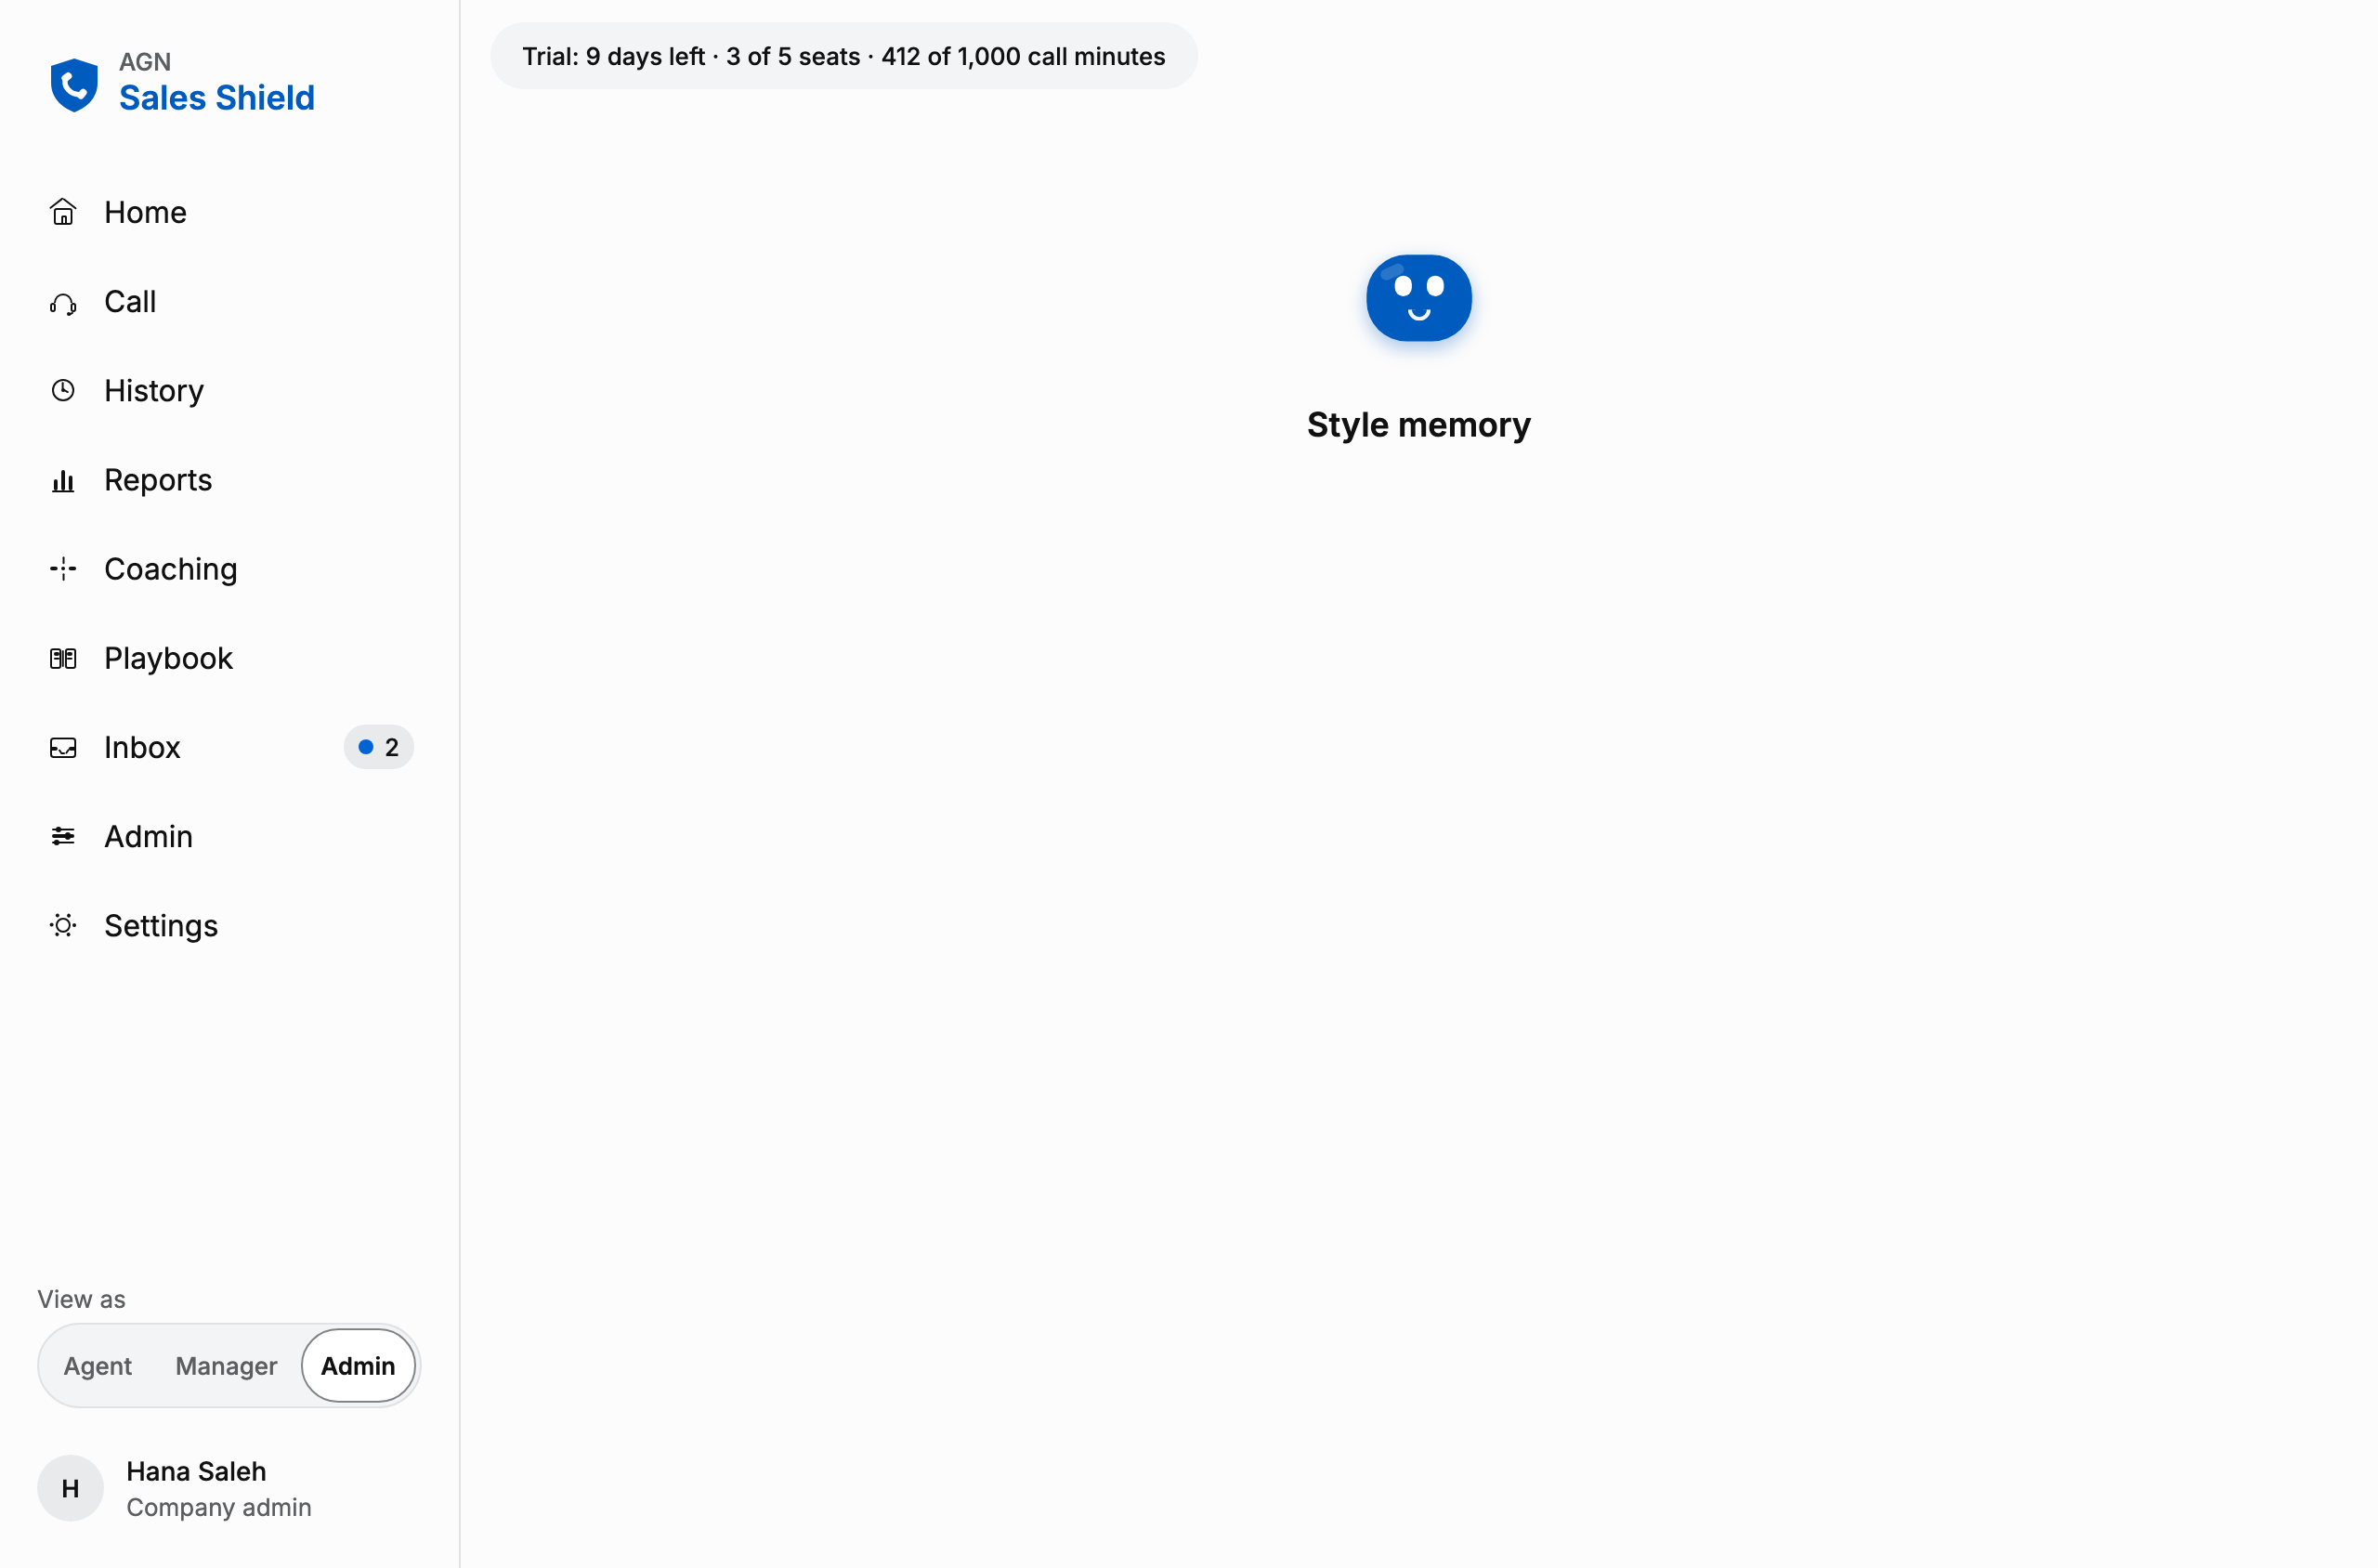 AGN
Sales Shield
Trial: 9 days left · 3 of 5 seats · 412 of 1,000 call minutes
Home
Call
History
Reports
Coaching
Playbook
Inbox
2
Admin
Settings
Style memory
View as
Agent
Manager
Admin
H
Hana Saleh
Company admin